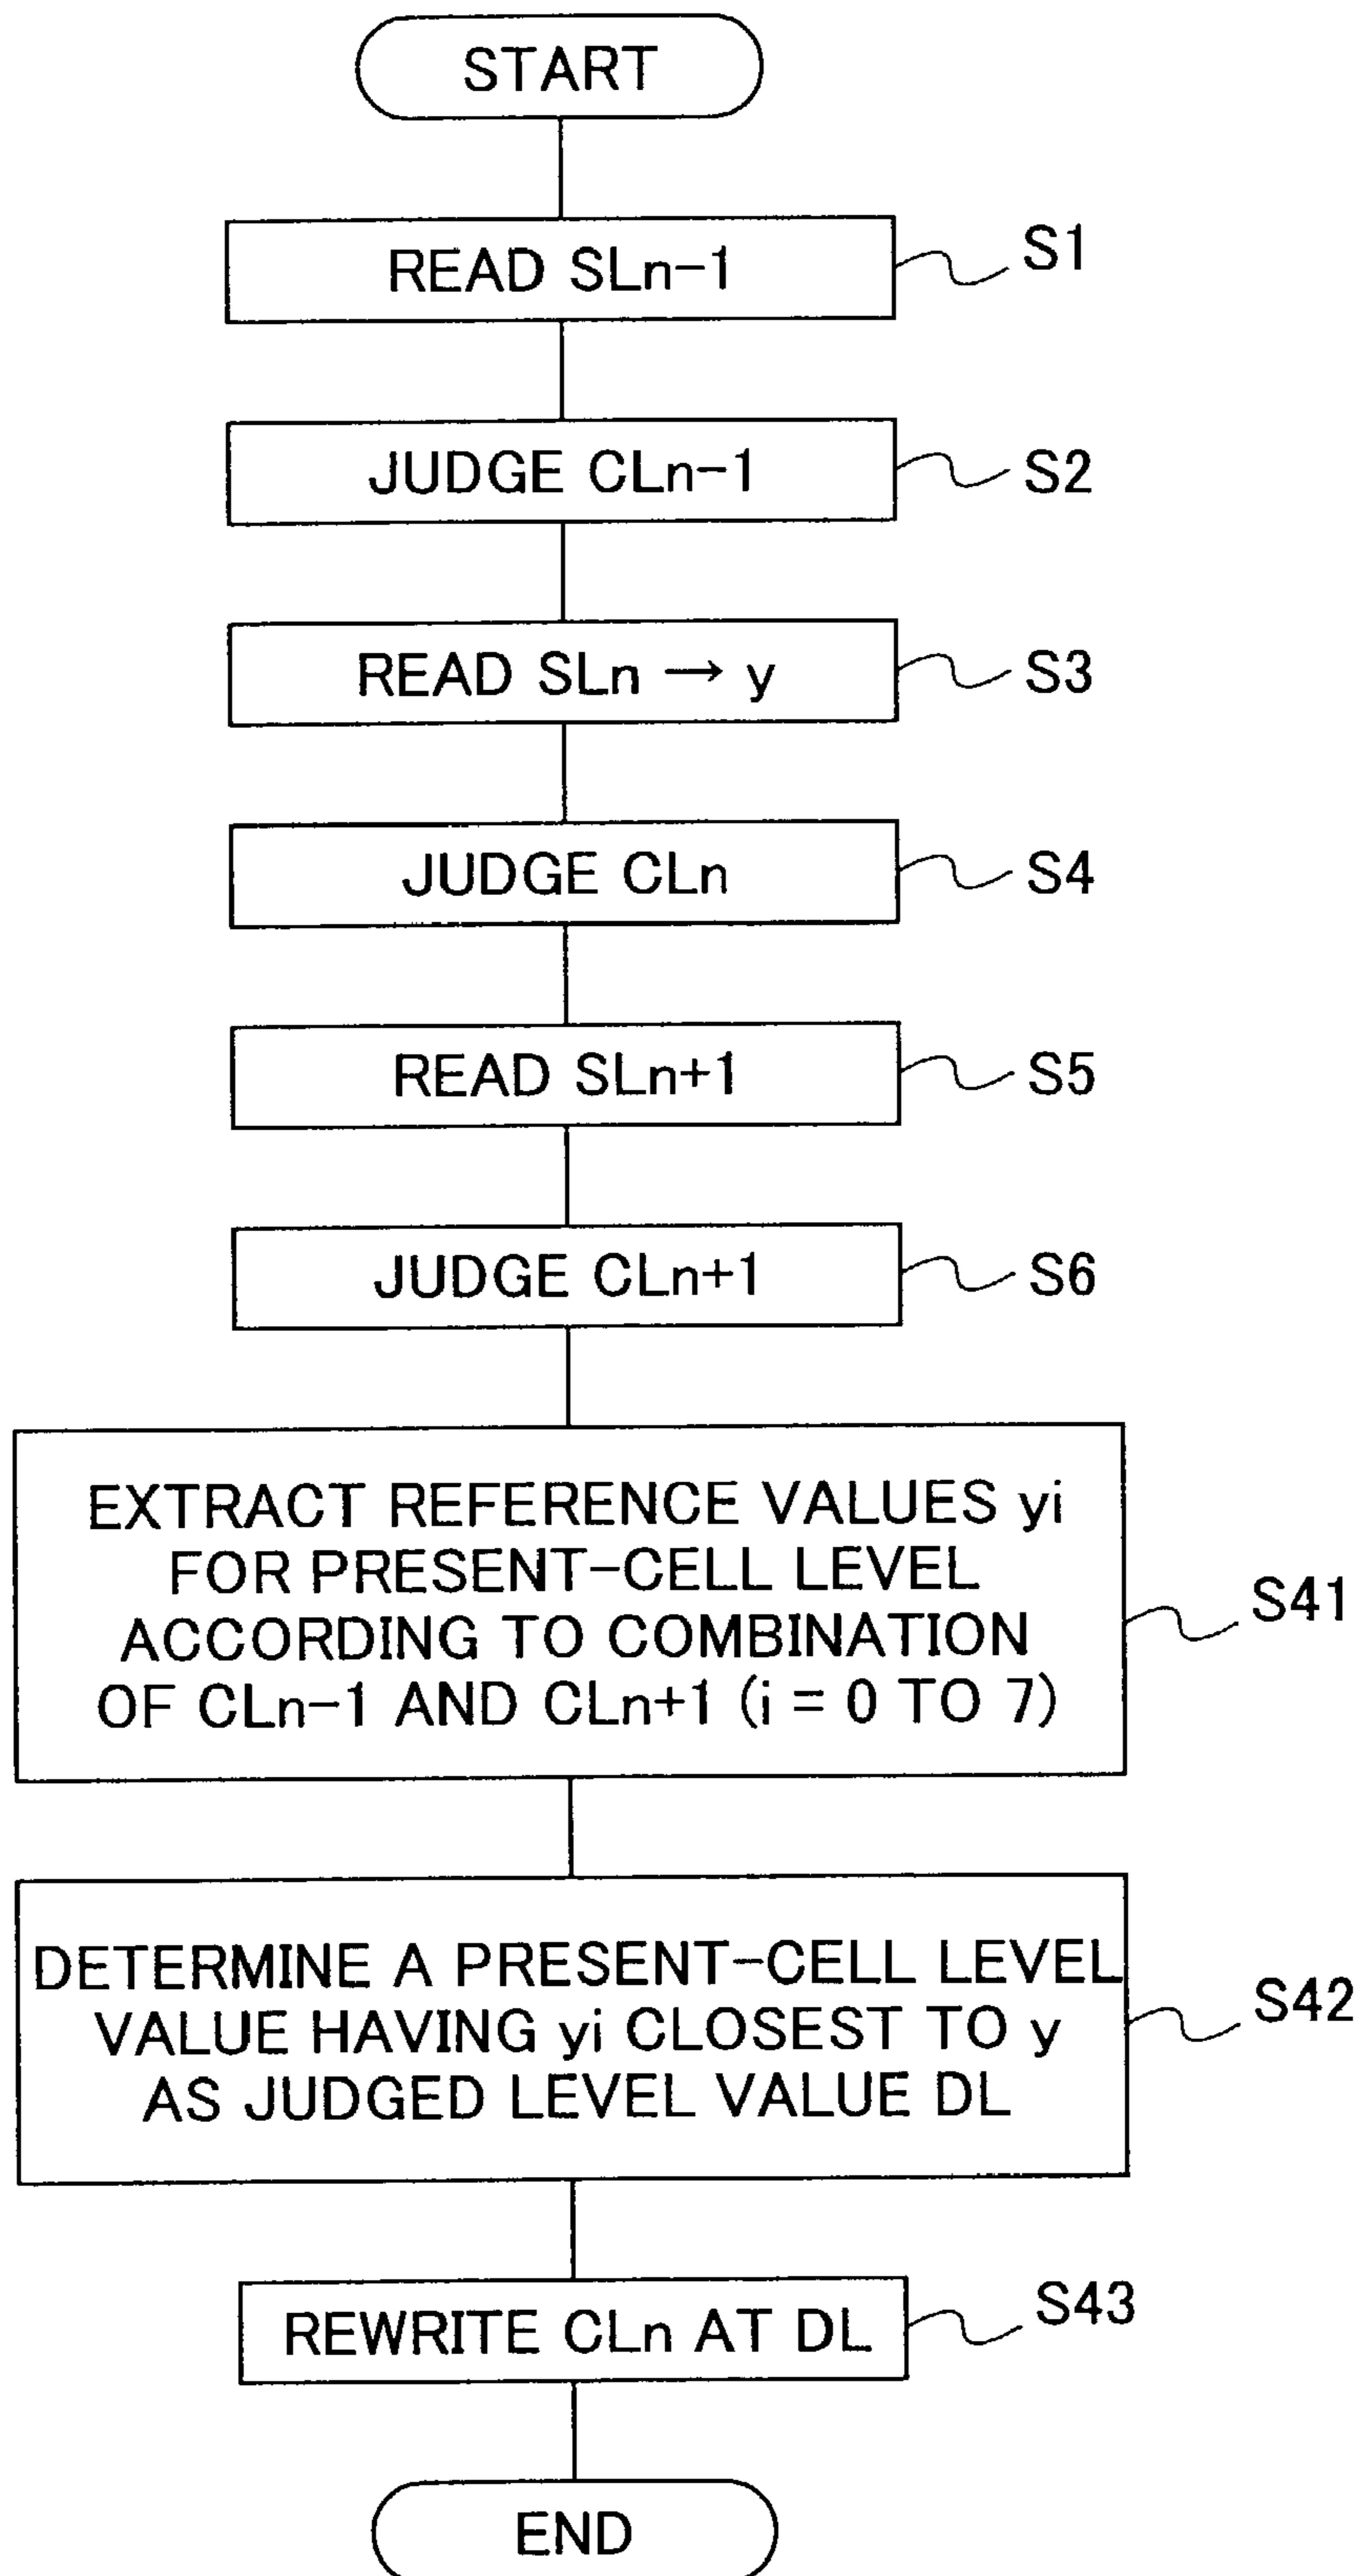 START
READ SLn-1
S1
JUDGE CLn-1
S2
READ SLn → y
S3
JUDGE CLn
S4
READ SLn+1
S5
JUDGE CLn+1
S6
EXTRACT REFERENCE VALUES yi
FOR PRESENT-CELL LEVEL
ACCORDING TO COMBINATION
OF CLn-1 AND CLn+1 (i = 0 TO 7)
S41
DETERMINE A PRESENT-CELL LEVEL
VALUE HAVING yi CLOSEST TO y
AS JUDGED LEVEL VALUE DL
S42
REWRITE CLn AT DL
S43
END